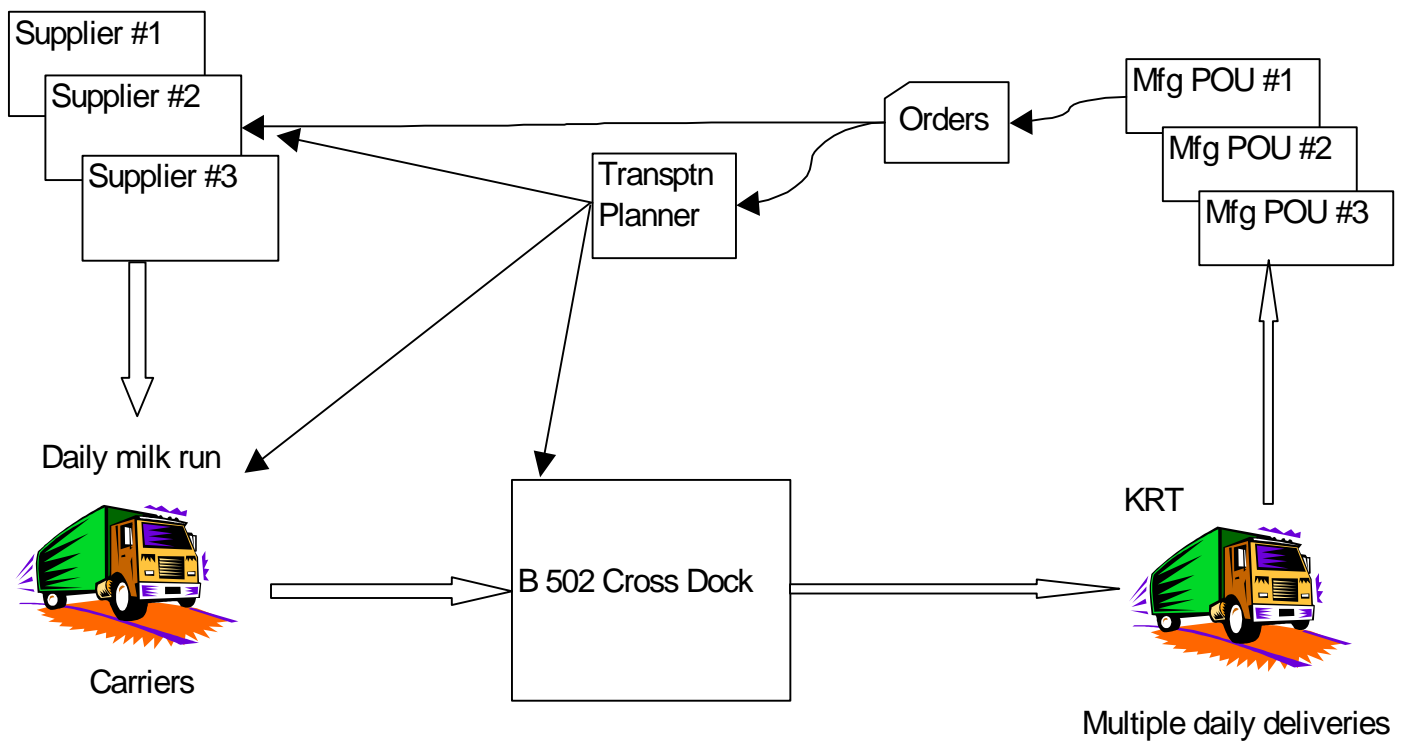 Supplier #1
Supplier #2
Supplier #3
Orders
Mfg POU #1
Mfg POU #2
Mfg POU #3
Transptn
Planner
Daily milk run
Carriers
B 502 Cross Dock
KRT
Multiple daily deliveries